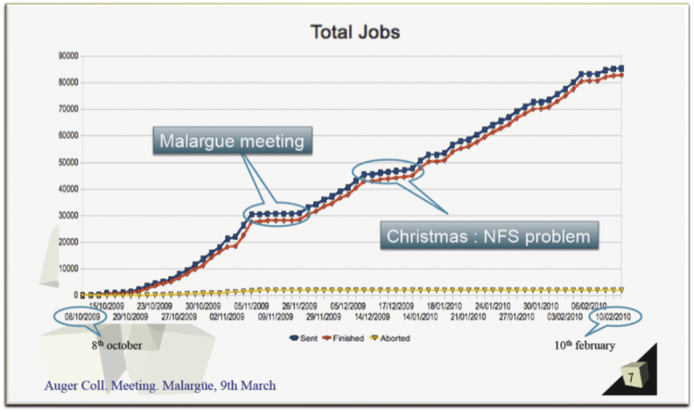 Total Jobs
90000
80000
70000
60000
50000
40000
30000
20000
10000
0
Malargue meeting
Christmas : NFS problem
15/10/2009 23/10/2009 30/10/2009 05/11/2009 26/11/2009 05/12/2009 17/12/2009 18/01/2010 24/01/2010 30/01/2010 06/02/2010
08/10/2009 20/10/2009 27/10/2009 02/11/2009 09/11/2009 29/11/2009 14/12/2009 14/01/2010 21/01/2010 27/01/2010 03/02/2010 10/02/2010
Sent Finished Aborted
8th october
10th february
Auger Coll. Meeting. Malargüe, 9th March
7